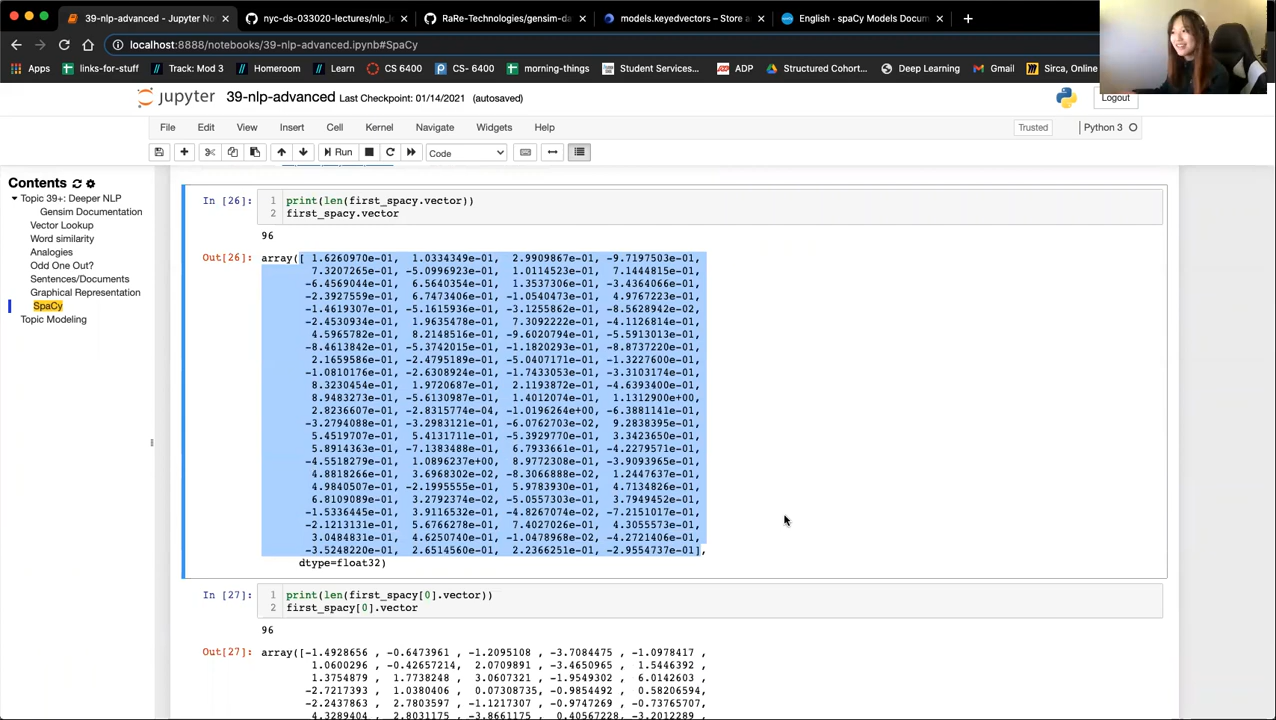 39-nlp-advanced - Jupyter No
nyc-ds-033020-lectures/nlp_l
RaRe-Technologies/gensim-da
models.keyedvectors – Store a
English · spaCy Models Docum
localhost:8888/notebooks/39-nlp-advanced.ipynb#SpaCy
Apps links-for-stuff Track: Mod 3 Homeroom Learn CS 6400 CS- 6400 morning-things Student Services... ADP Structured Cohort... Deep Learning Gmail Sirca, Online
jupyter 39-nlp-advanced Last Checkpoint: 01/14/2021 (autosaved) Logout
File Edit View Insert Cell Kernel Navigate Widgets Help Trusted Python 3
Run Code
Contents
Topic 39+: Deeper NLP
Gensim Documentation
Vector Lookup
Word similarity
Analogies
Odd One Out?
Sentences/Documents
Graphical Representation
SpaCy
Topic Modeling
In [26]: 1 print(len(first_spacy.vector))
2 first_spacy.vector
96
Out[26]: array([ 1.6260970e-01, 1.0334349e-01, 2.9909867e-01, -9.7197503e-01,
7.3207265e-01, -5.0996923e-01, 1.0114523e-01, 7.1444815e-01,
-6.4569044e-01, 6.5640354e-01, 1.3537306e-01, -3.4364066e-01,
-2.3927559e-01, 6.7473406e-01, -1.0540473e-01, 4.9767223e-01,
-1.4619307e-01, -5.1615936e-01, -3.1255862e-01, -8.5628942e-02,
-2.4530934e-01, 1.9635478e-01, 7.3092222e-01, -4.1126814e-01,
4.5965782e-01, 8.2148516e-01, -9.6020794e-01, -5.5913013e-01,
-8.4613842e-01, -5.3742015e-01, -1.1820293e-01, -8.8737220e-01,
2.1659586e-01, -2.4795189e-01, -5.0407171e-01, -1.3227600e-01,
-1.0810176e-01, -2.6308924e-01, -1.7433053e-01, -3.3103174e-01,
8.3230454e-01, 1.9720687e-01, 2.1193872e-01, -4.6393400e-01,
8.9483273e-01, -5.6130987e-01, 1.4012074e-01, 1.1312900e+00,
2.8236607e-01, -2.8315774e-04, -1.0196264e+00, -6.3881141e-01,
-3.2794088e-01, -3.2983121e-01, -6.0762703e-02, 9.2838395e-01,
5.4519707e-01, 5.4131711e-01, -5.3929770e-01, 3.3423650e-01,
5.8914363e-01, -7.1383488e-01, 6.7933661e-01, -4.2279571e-01,
-4.5518279e-01, 1.0896237e+00, 8.9772308e-01, -3.9093965e-01,
4.8818266e-01, 3.6968302e-02, -8.3066888e-02, 1.2447637e-01,
4.9840507e-01, -2.1995555e-01, 5.9783930e-01, 4.7134826e-01,
6.8109089e-01, 3.2792374e-02, -5.0557303e-01, 3.7949452e-01,
-1.5336445e-01, 3.9116532e-01, -4.8267074e-02, -7.2151017e-01,
-2.1213131e-01, 5.6766278e-01, 7.4027026e-01, 4.3055573e-01,
3.0484831e-01, 4.6250740e-01, -1.0478968e-02, -4.2721406e-01,
-3.5248220e-01, 2.6514560e-01, 2.2366251e-01, -2.9554737e-01],
dtype=float32)
In [27]: 1 print(len(first_spacy[0].vector))
2 first_spacy[0].vector
96
Out[27]: array([-1.4928656 , -0.6473961 , -1.2095108 , -3.7084475 , -1.0978417 ,
1.0600296 , -0.42657214, 2.0709891 , -3.4650965 , 1.5446392 ,
1.3754879 , 1.7738248 , 3.0607321 , -1.9549302 , 6.0142603 ,
-2.7217393 , 1.0380406 , 0.07308735, -0.9854492 , 0.58206594,
-2.2437863 , 2.7803597 , -1.1217307 , -0.9747269 , -0.73765707,
4.3289404 , 2.8031175 , -3.8661175 , 0.40567228, -3.2012289 ,